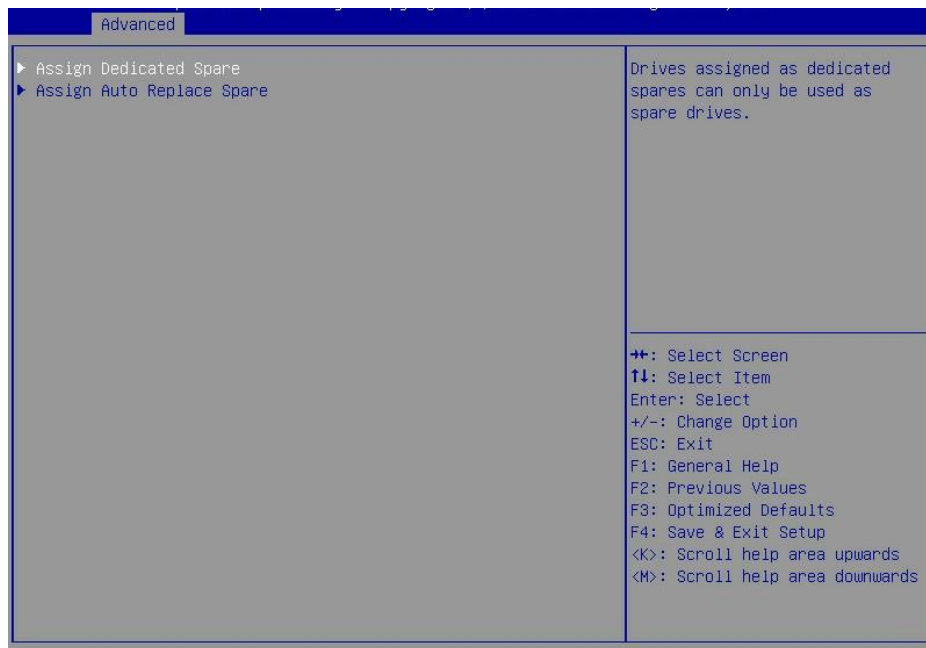 Advanced
Assign Dedicated Spare
Assign Auto Replace Spare
Drives assigned as dedicated
spares can only be used as
spare drives.
→←: Select Screen
↑↓: Select Item
Enter: Select
+/-: Change Option
ESC: Exit
F1: General Help
F2: Previous Values
F3: Optimized Defaults
F4: Save & Exit Setup
<K>: Scroll help area upwards
<M>: Scroll help area downwards